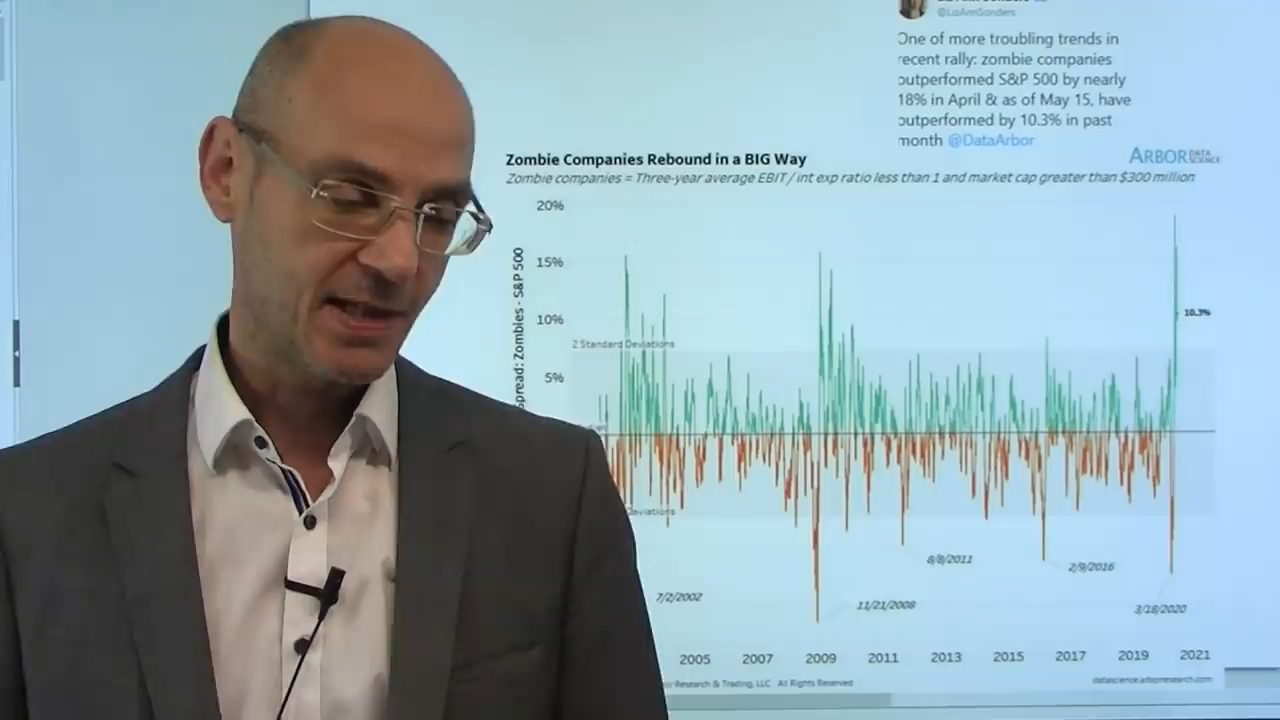 @LizAnnSonders
One of more troubling trends in
recent rally: zombie companies
outperformed S&P 500 by nearly
18% in April & as of May 15, have
outperformed by 10.3% in past
month @DataArbor
ARBOR DATA SCIENCE
Zombie Companies Rebound in a BIG Way
Zombie companies = Three-year average EBIT / int exp ratio less than 1 and market cap greater than $300 million
20%
15%
10%
5%
Spread: Zombies - S&P 500
10.3%
2 Standard Deviations
Deviations
8/8/2011
2/9/2016
7/2/2002
11/21/2008
3/18/2020
2005 2007 2009 2011 2013 2015 2017 2019 2021
Research & Trading, LLC All Rights Reserved
datascience.arborresearch.com